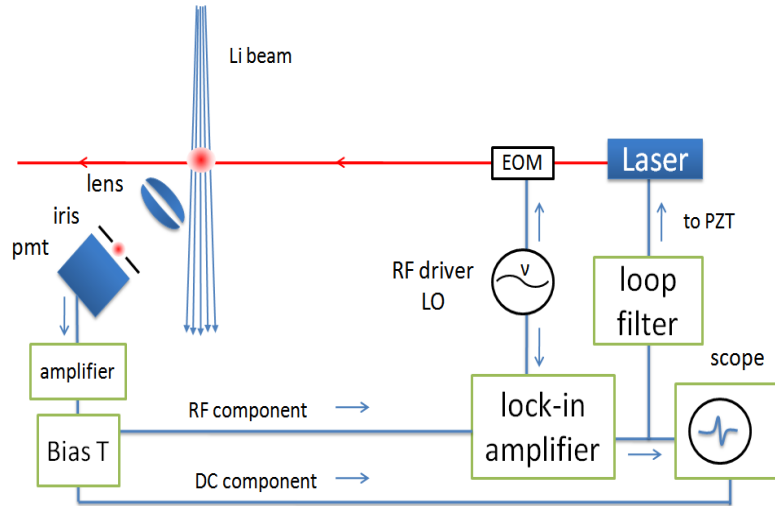 Li beam
EOM
Laser
lens
iris
pmt
to PZT
ν
RF driver
LO
loop
filter
scope
amplifier
RF component
lock-in
amplifier
Bias T
DC component